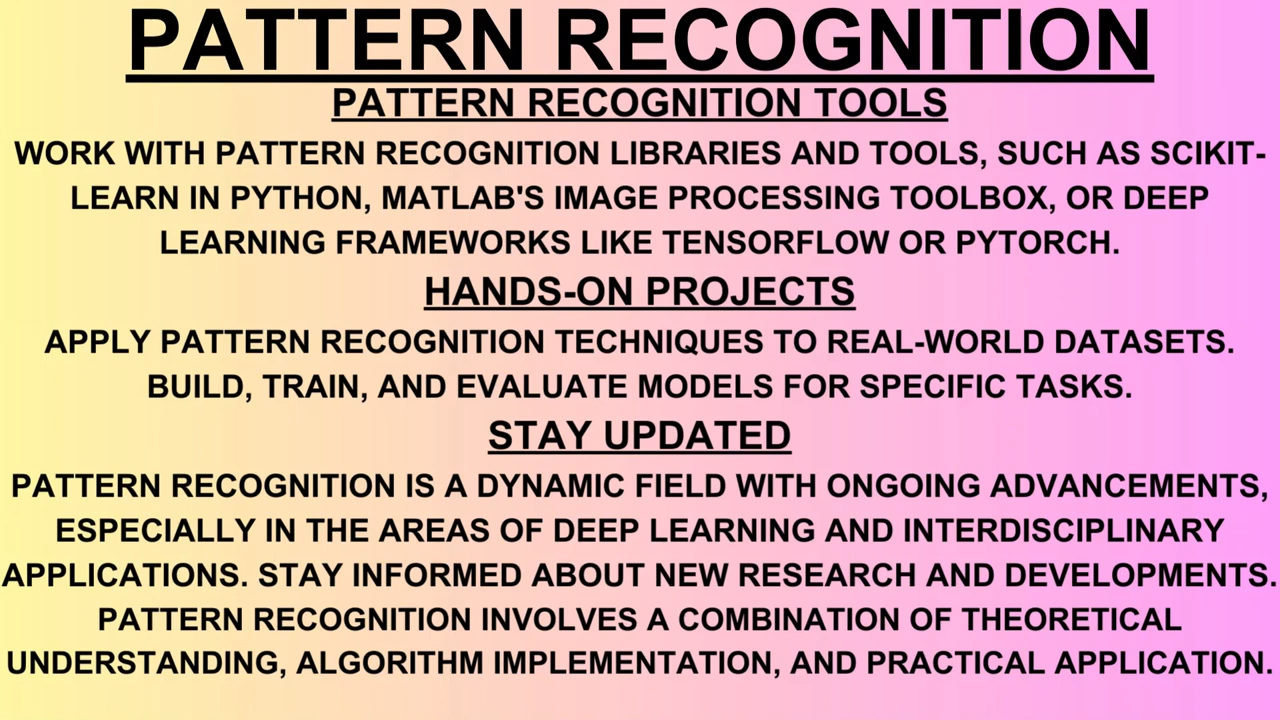 PATTERN RECOGNITION
PATTERN RECOGNITION TOOLS
WORK WITH PATTERN RECOGNITION LIBRARIES AND TOOLS, SUCH AS SCIKIT-
LEARN IN PYTHON, MATLAB'S IMAGE PROCESSING TOOLBOX, OR DEEP
LEARNING FRAMEWORKS LIKE TENSORFLOW OR PYTORCH.
HANDS-ON PROJECTS
APPLY PATTERN RECOGNITION TECHNIQUES TO REAL-WORLD DATASETS.
BUILD, TRAIN, AND EVALUATE MODELS FOR SPECIFIC TASKS.
STAY UPDATED
PATTERN RECOGNITION IS A DYNAMIC FIELD WITH ONGOING ADVANCEMENTS,
ESPECIALLY IN THE AREAS OF DEEP LEARNING AND INTERDISCIPLINARY
APPLICATIONS. STAY INFORMED ABOUT NEW RESEARCH AND DEVELOPMENTS.
PATTERN RECOGNITION INVOLVES A COMBINATION OF THEORETICAL
UNDERSTANDING, ALGORITHM IMPLEMENTATION, AND PRACTICAL APPLICATION.